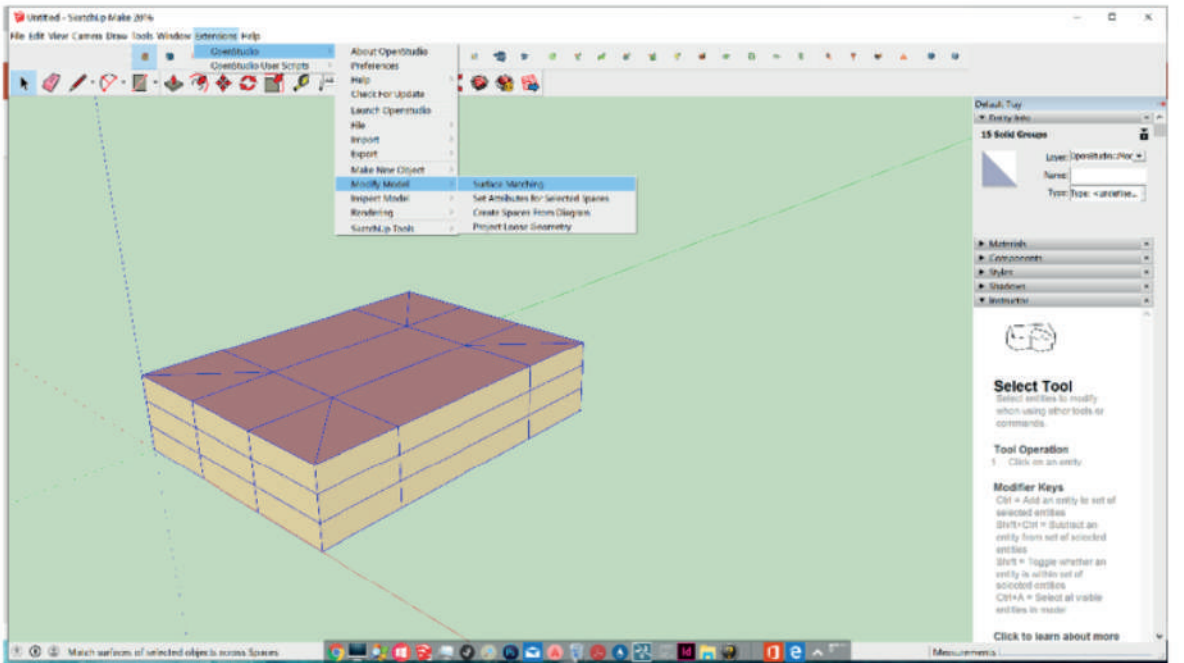 Untitled - SketchUp Make 2016
File Edit View Camera Draw Tools Window Extensions Help
OpenStudio
OpenStudio User Scripts
About OpenStudio
Preferences
Help
Check For Update
Launch Openstudio
File
Import
Export
Make New Object
Modify Model
Inspect Model
Rendering
SketchUp Tools
Surface Matching
Set Attributes for Selected Spaces
Create Spaces From Diagram
Project Loose Geometry
Default Tray
Entity Info
15 Solid Groups
Layer:
Name:
Type: Type: <undefine...
Materials
Components
Styles
Shadows
Instructor
Select Tool
Select entities to modify
when using other tools or
commands.
Tool Operation
1 Click on an entity.
Modifier Keys
Ctrl = Add an entity to set of
selected entities
Shift+Ctrl = Subtract an
entity from set of selected
entities
Shift = Toggle whether an
entity is within set of
selected entities
Ctrl+A = Select all visible
entities in model
Click to learn about more
Match surfaces of selected objects across Spaces
Measurements